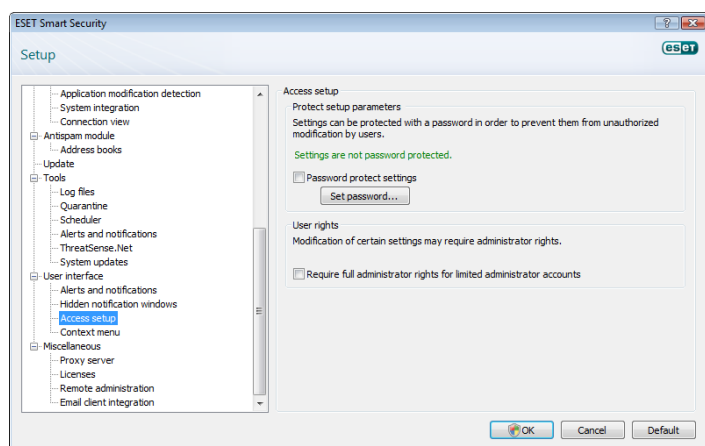 ESET Smart Security
Setup
eset
Application modification detection
System integration
Connection view
Antispam module
Address books
Update
Tools
Log files
Quarantine
Scheduler
Alerts and notifications
ThreatSense.Net
System updates
User interface
Alerts and notifications
Hidden notification windows
Access setup
Context menu
Miscellaneous
Proxy server
Licenses
Remote administration
Email client integration
Access setup
Protect setup parameters
Settings can be protected with a password in order to prevent them from unauthorized
modification by users.
Settings are not password protected.
Password protect settings
Set password...
User rights
Modification of certain settings may require administrator rights.
Require full administrator rights for limited administrator accounts
OK
Cancel
Default